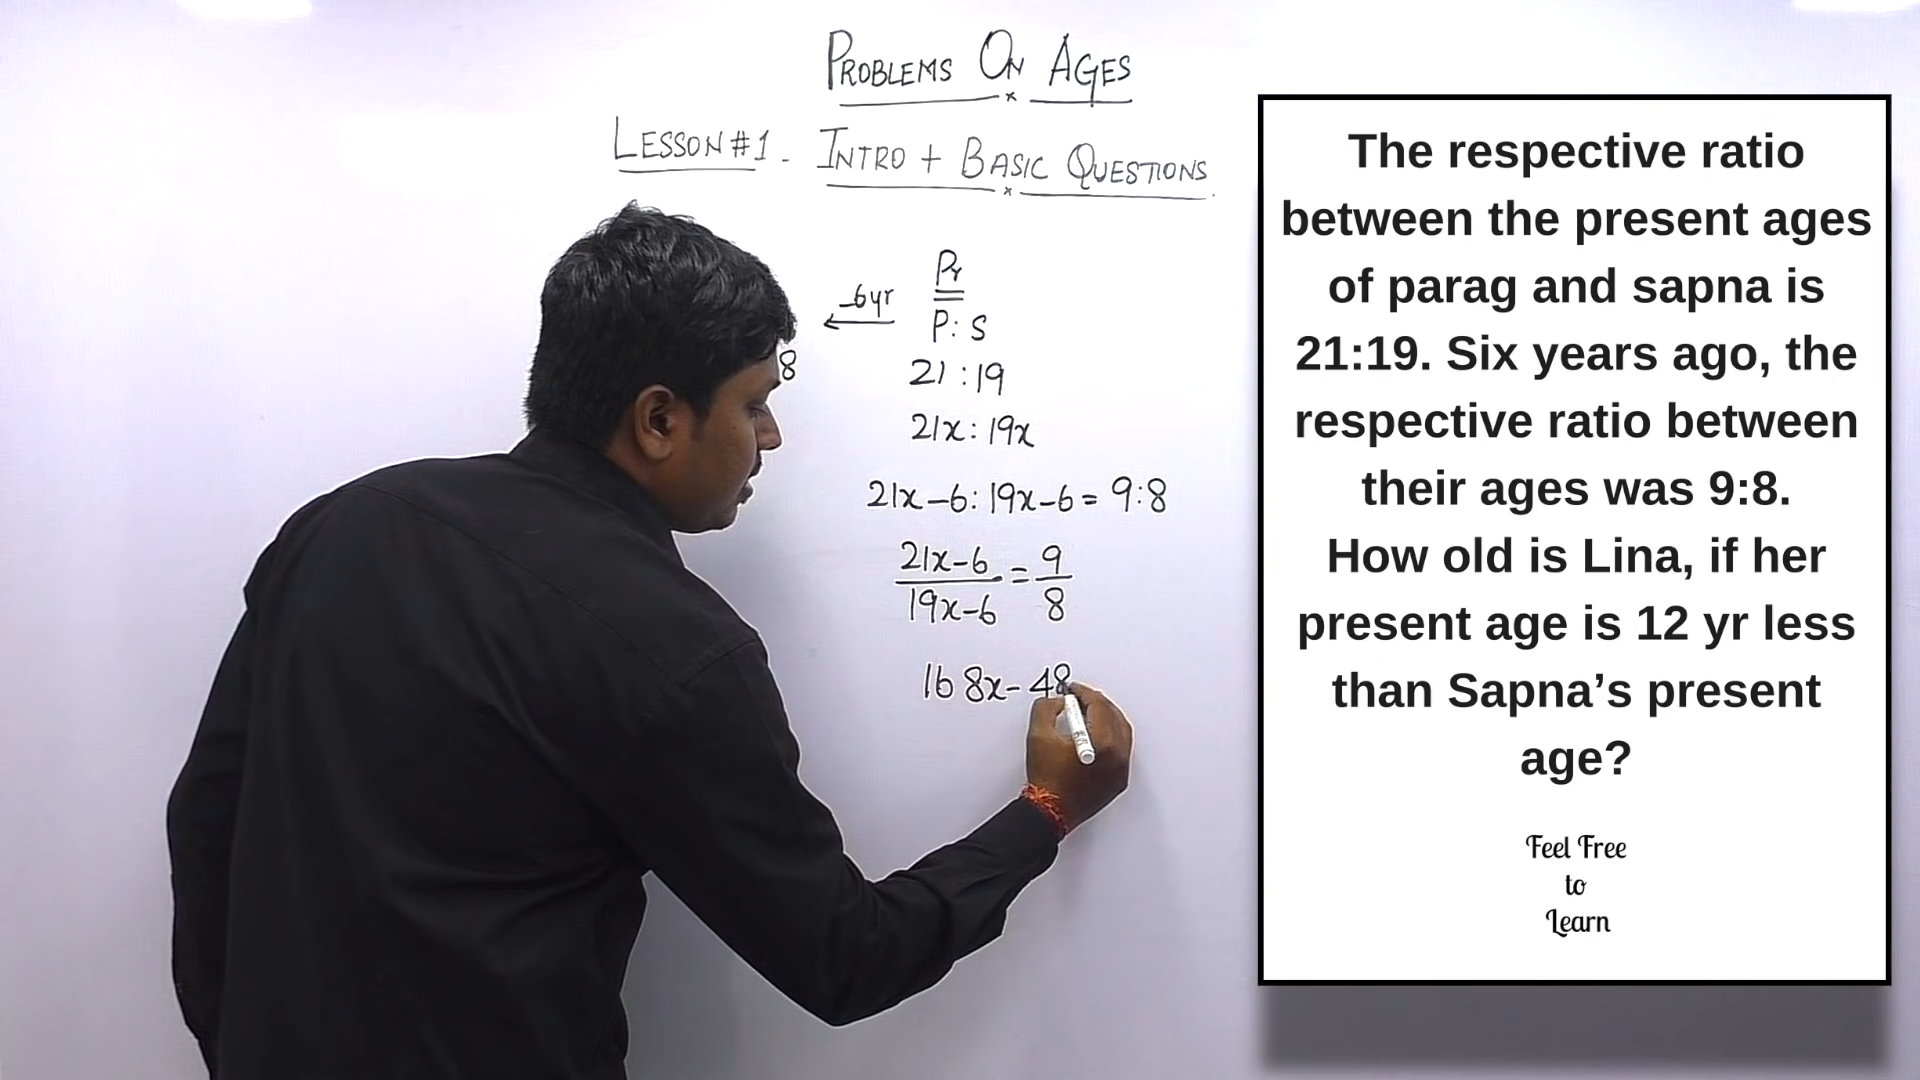 PROBLEMS ON AGES
LESSON #1. INTRO + BASIC QUESTIONS.
Pr
-6yr
P: S
8
21 : 19
21x: 19x
21x-6: 19x-6 = 9:8
21x-6 = 9
19x-6 8
168x-48
The respective ratio
between the present ages
of parag and sapna is
21:19. Six years ago, the
respective ratio between
their ages was 9:8.
How old is Lina, if her
present age is 12 yr less
than Sapna’s present
age?
Feel Free
to
Learn